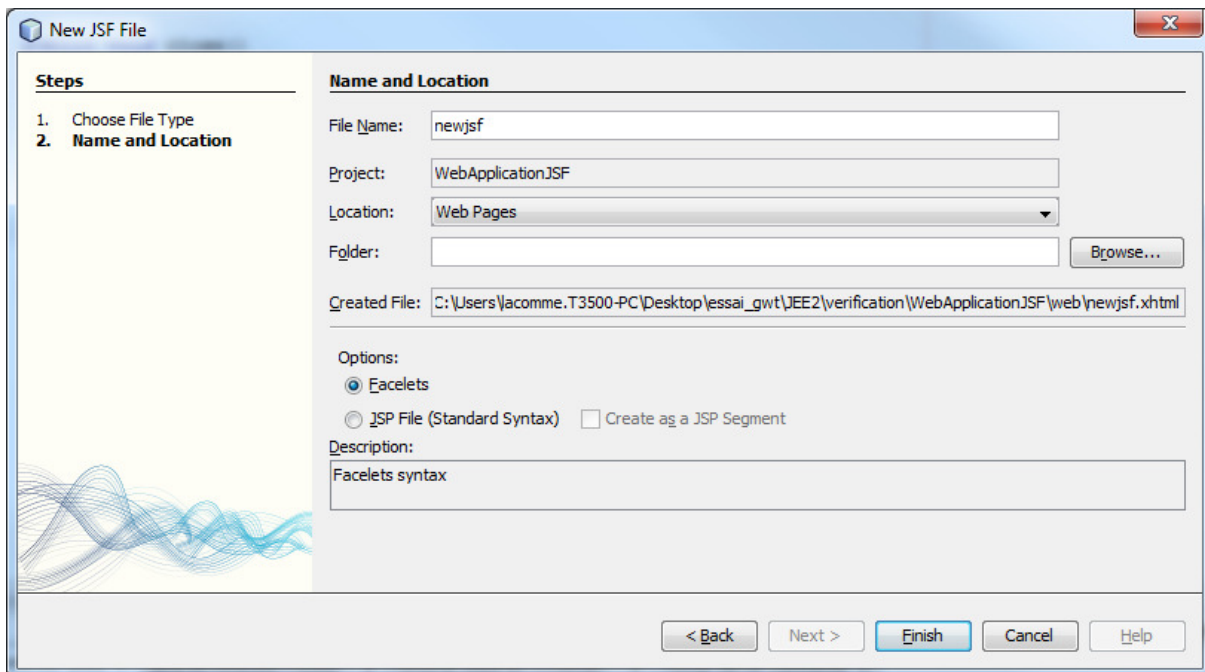 New JSF File
X
Steps
1. Choose File Type
2. Name and Location
Name and Location
File Name: newjsf
Project: WebApplicationJSF
Location: Web Pages
Folder: Browse...
Created File: C:\Users\lacomme.T3500-PC\Desktop\essai_gwt\JEE2\verification\WebApplicationJSF\web\newjsf.xhtml
Options:
Facelets
JSP File (Standard Syntax) Create as a JSP Segment
Description:
Facelets syntax
< Back Next > Finish Cancel Help